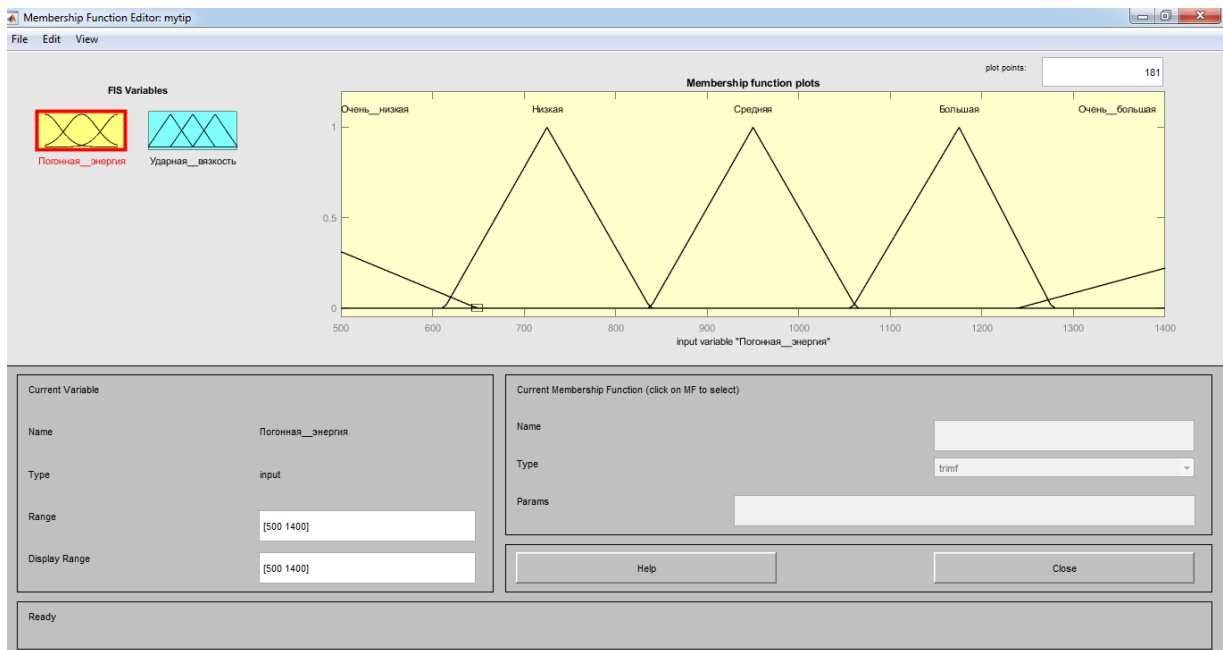 Membership Function Editor: mytip
File Edit View
plot points: 181
FIS Variables
Погонная__энергия
Ударная__вязкость
Membership function plots
Очень__низкая Низкая Средняя Большая Очень__большая
1
0.5
0
500 600 700 800 900 1000 1100 1200 1300 1400
input variable "Погонная__энергия"
Current Variable
Name Погонная__энергия
Type input
Range [500 1400]
Display Range [500 1400]
Current Membership Function (click on MF to select)
Name
Type trimf
Params
Help Close
Ready